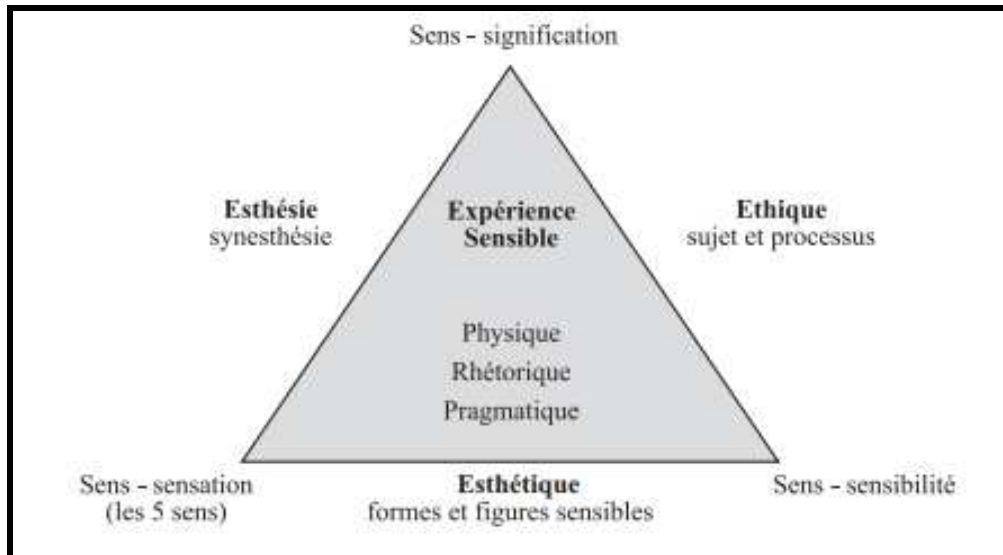 Sens - signification
Esthésie
synesthésie
Expérience
Sensible
Ethique
sujet et processus
Physique
Rhétorique
Pragmatique
Sens - sensation
(les 5 sens)
Esthétique
formes et figures sensibles
Sens - sensibilité